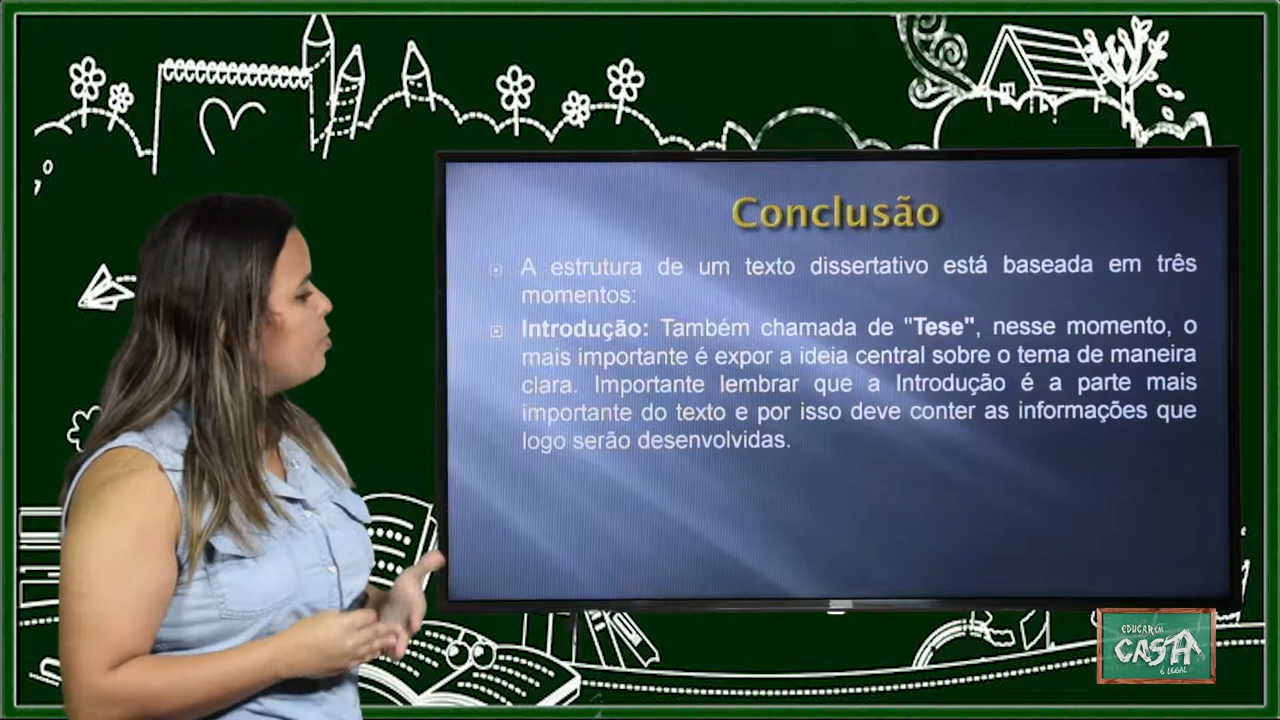 Conclusão
A estrutura de um texto dissertativo está baseada em três
momentos:
Introdução: Também chamada de "Tese", nesse momento, o
mais importante é expor a ideia central sobre o tema de maneira
clara. Importante lembrar que a Introdução é a parte mais
importante do texto e por isso deve conter as informações que
logo serão desenvolvidas.
EDUCAR EM
CASA
É LEGAL